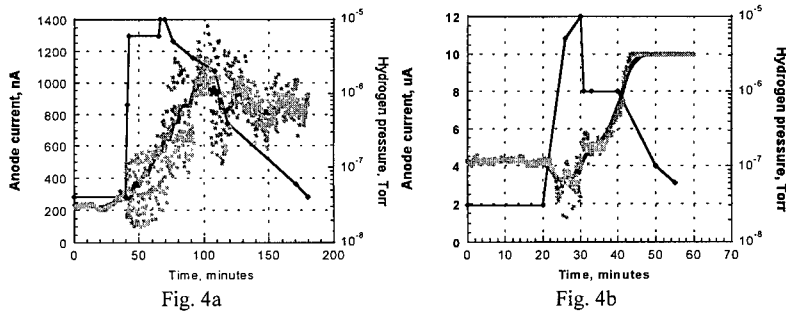 1400
1200
1000
800
600
400
200
0
Anode current, nA
10-5
10-6
10-7
10-8
Hydrogen pressure, Torr
0 50 100 150 200
Time, minutes
Fig. 4a
12
10
8
6
4
2
0
Anode current, uA
10-5
10-6
10-7
10-8
Hydrogen pressure, Torr
0 10 20 30 40 50 60 70
Time, minutes
Fig. 4b